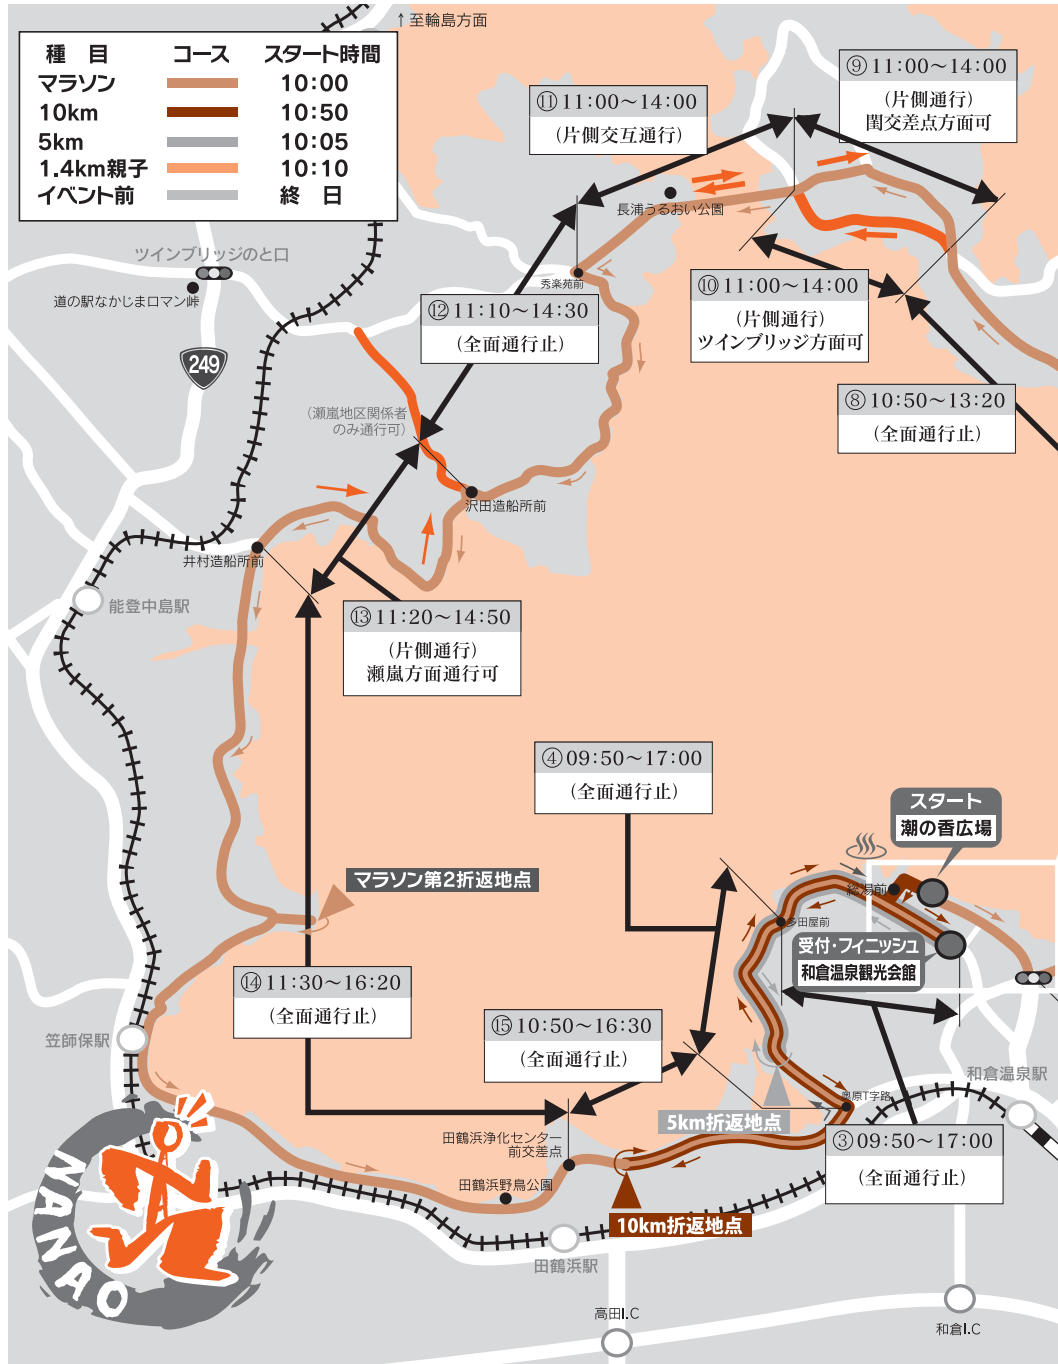 ↑至輪島方面
種 目 コース スタート時間
マラソン 10:00
10km 10:50
5km 10:05
1.4km親子 10:10
イベント前 終 日
⑨11:00～14:00
(片側通行)
閨交差点方面可
⑪11:00～14:00
(片側交互通行)
長浦うるおい公園
ツインブリッジのと口
道の駅なかじまロマン峠
秀楽苑前
⑩11:00～14:00
(片側通行)
ツインブリッジ方面可
⑫11:10～14:30
(全面通行止)
249
⑧10:50～13:20
(全面通行止)
(瀬嵐地区関係者
のみ通行可)
沢田造船所前
井村造船所前
能登中島駅
⑬11:20～14:50
(片側通行)
瀬嵐方面通行可
④09:50～17:00
(全面通行止)
スタート
潮の香広場
マラソン第2折返地点
総湯前
多田屋前
受付・フィニッシュ
和倉温泉観光会館
⑭11:30～16:20
(全面通行止)
⑮10:50～16:30
(全面通行止)
笠師保駅
和倉温泉駅
奥原T字路
5km折返地点
③09:50～17:00
(全面通行止)
田鶴浜浄化センター
前交差点
田鶴浜野鳥公園
10km折返地点
NANAO
田鶴浜駅
高田I.C
和倉I.C